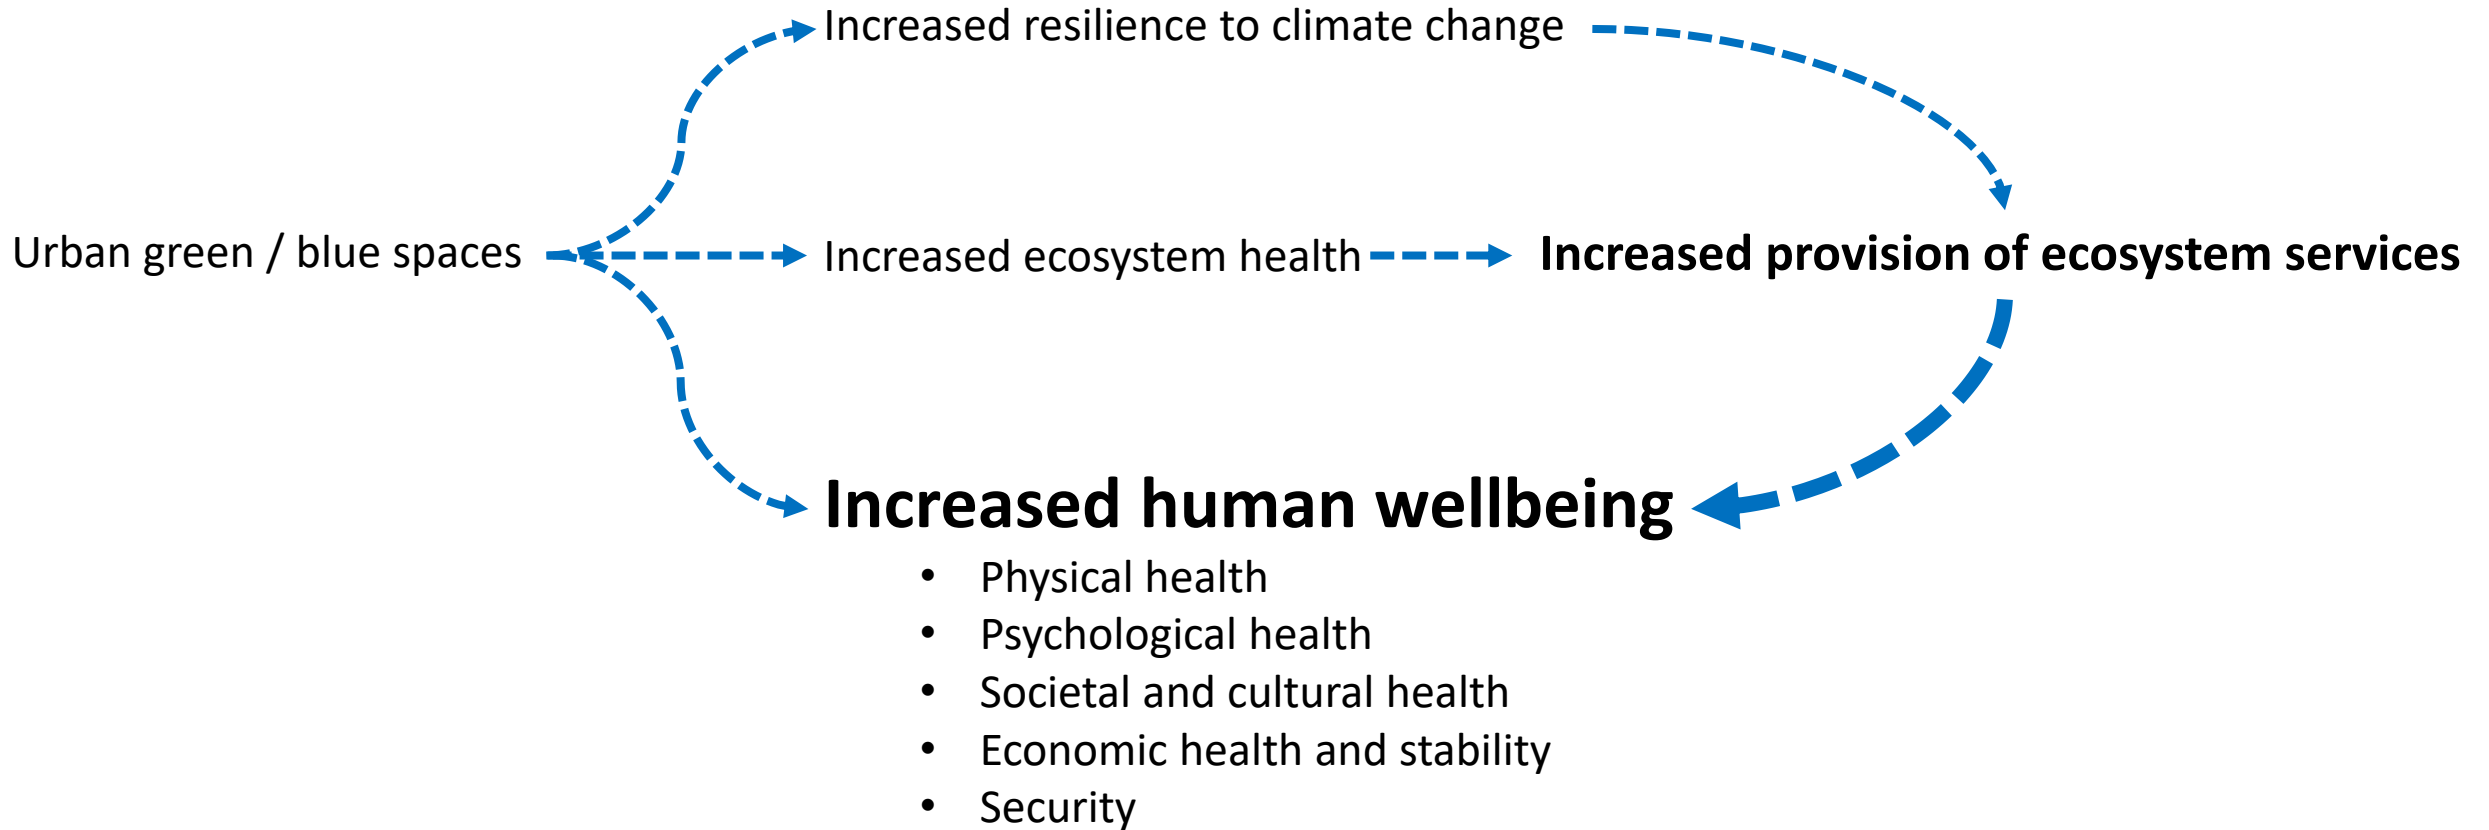 Increased resilience to climate change
Urban green / blue spaces
Increased ecosystem health
Increased provision of ecosystem services
Increased human wellbeing
• Physical health
• Psychological health
• Societal and cultural health
• Economic health and stability
• Security